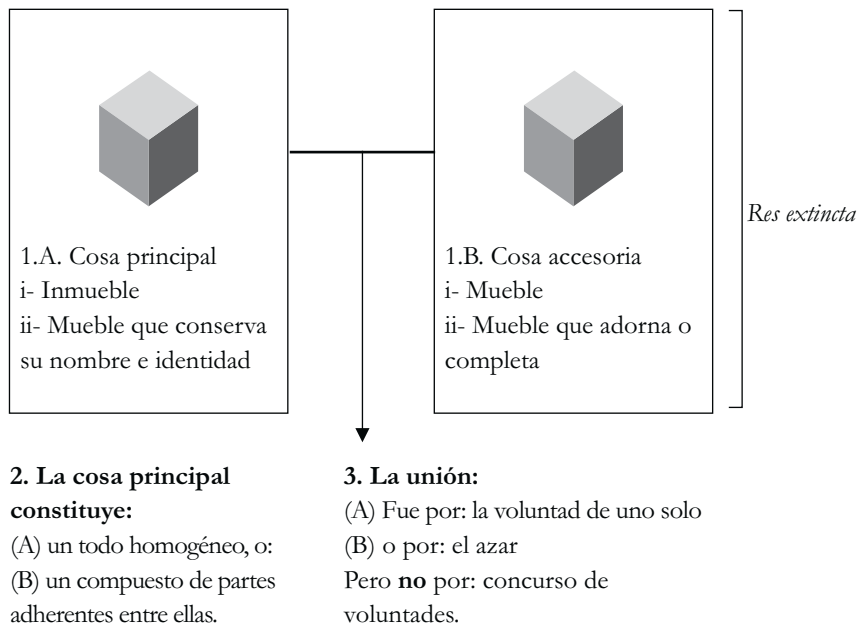 1.A. Cosa principal
i- Inmueble
ii- Mueble que conserva
su nombre e identidad
1.B. Cosa accesoria
i- Mueble
ii- Mueble que adorna o
completa
Res extincta
2. La cosa principal
constituye:
(A) un todo homogéneo, o:
(B) un compuesto de partes
adherentes entre ellas.
3. La unión:
(A) Fue por: la voluntad de uno solo
(B) o por: el azar
Pero no por: concurso de
voluntades.